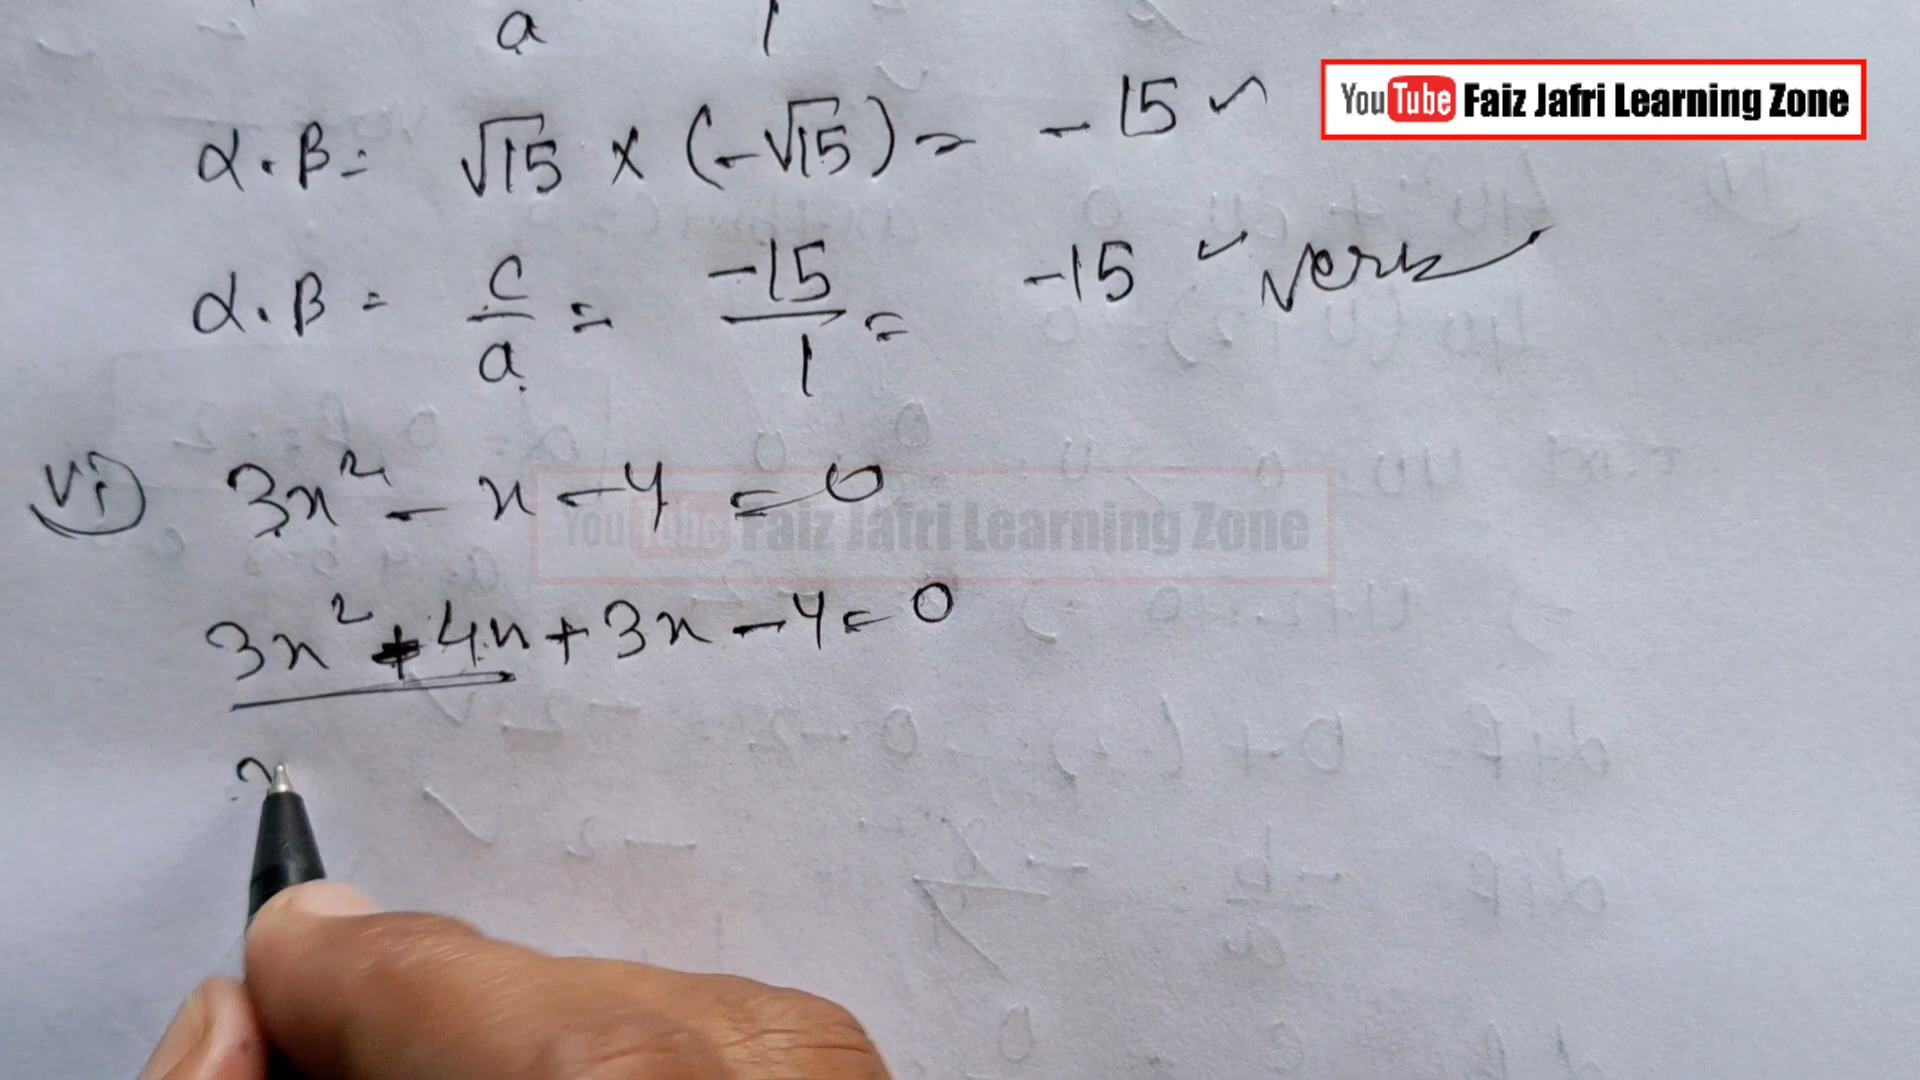 a 1
YouTube Faiz Jafri Learning Zone
α.β = √15 × (-√15) = -15 ✓
α.β = c/a = -15/1 = -15 ✓
vi) 3x² - x - 4 = 0
YouTube Faiz Jafri Learning Zone
3x² - 4x + 3x - 4 = 0